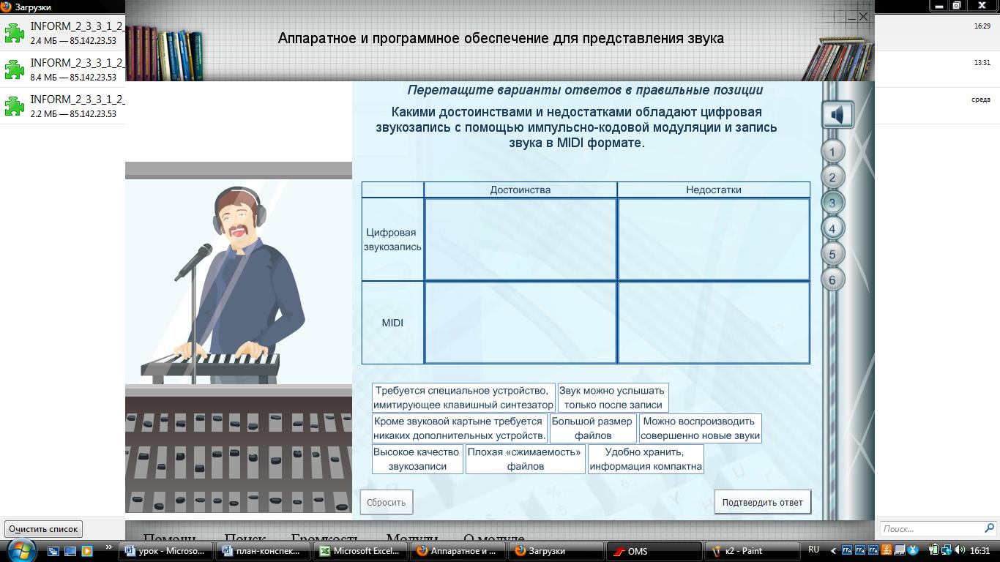 Загрузки
INFORM_2_3_3_1_2_
2.4 МБ — 85.142.23.53
INFORM_2_3_3_1_2_
8.4 МБ — 85.142.23.53
INFORM_2_3_3_1_2_
2.2 МБ — 85.142.23.53
16:29
13:31
среда
Аппаратное и программное обеспечение для представления звука
Перетащите варианты ответов в правильные позиции
Какими достоинствами и недостатками обладают цифровая
звукозапись с помощью импульсно-кодовой модуляции и запись
звука в MIDI формате.
Достоинства
Недостатки
Цифровая
звукозапись
MIDI
1
2
3
4
5
6
Требуется специальное устройство,
имитирующее клавишный синтезатор
Звук можно услышать
только после записи
Кроме звуковой картыне требуется
никаких дополнительных устройств.
Большой размер
файлов
Можно воспроизводить
совершенно новые звуки
Высокое качество
звукозаписи
Плохая «сжимаемость»
файлов
Удобно хранить,
информация компактна
Сбросить
Подтвердить ответ
Очистить список
Поиск...
Помощь Поиск Громкость Модули О модуле
урок - Microso...
план-конспек...
Microsoft Excel...
Аппаратное и ...
Загрузки
OMS
к2 - Paint
RU
16:31